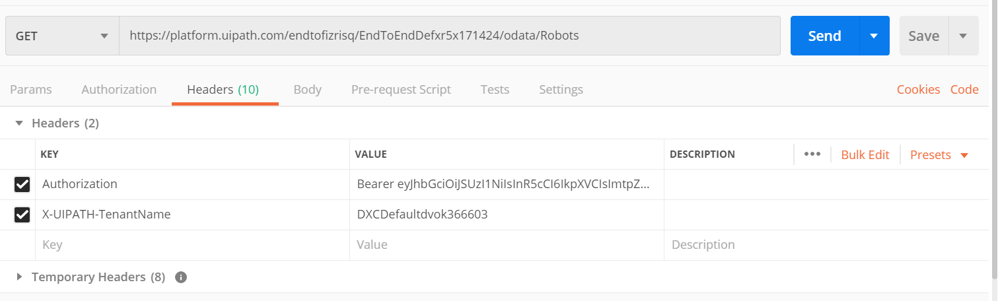 GET https://platform.uipath.com/endtofizrisq/EndToEndDefxr5x171424/odata/Robots Send Save
Params Authorization Headers (10) Body Pre-request Script Tests Settings Cookies Code
Headers (2)
KEY VALUE DESCRIPTION ••• Bulk Edit Presets
Authorization Bearer eyJhbGciOiJSUzI1NiIsInR5cCI6IkpXVCIsImtpZ...
X-UIPATH-TenantName DXCDefaultdvok366603
Key Value Description
Temporary Headers (8)